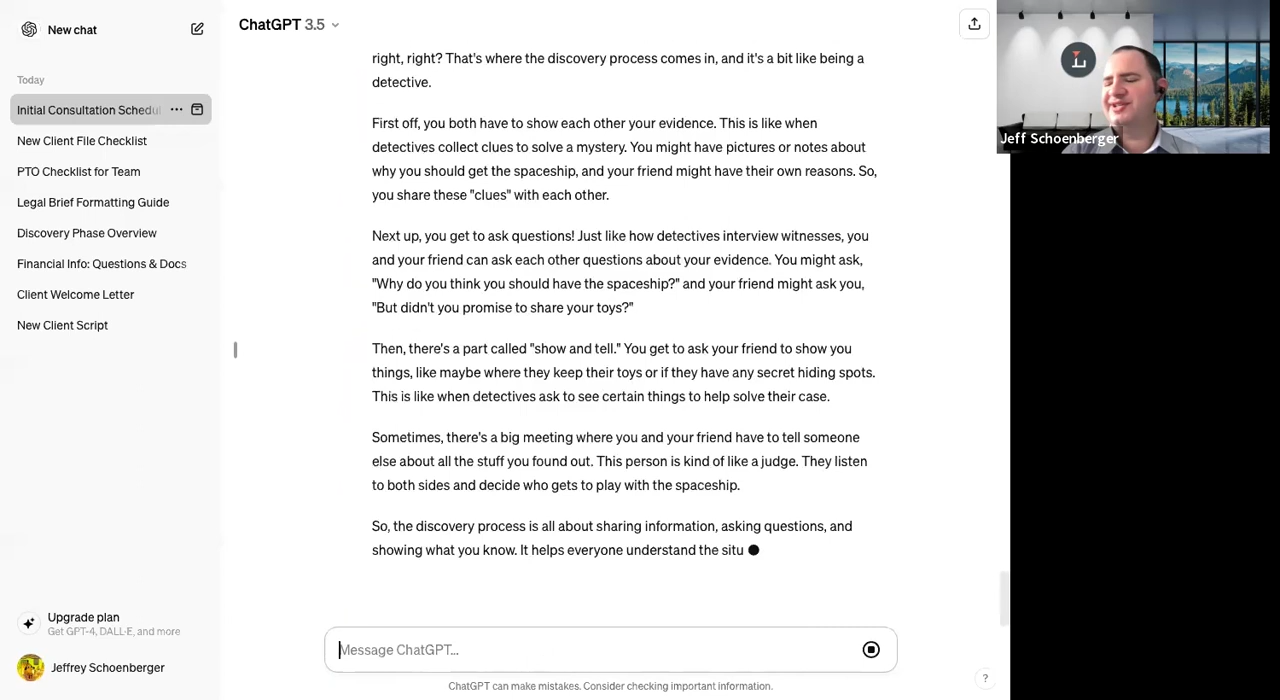 New chat
Today
Initial Consultation Schedul
New Client File Checklist
PTO Checklist for Team
Legal Brief Formatting Guide
Discovery Phase Overview
Financial Info: Questions & Docs
Client Welcome Letter
New Client Script
Upgrade plan
Get GPT-4, DALL·E, and more
Jeffrey Schoenberger
ChatGPT 3.5
right, right? That's where the discovery process comes in, and it's a bit like being a
detective.
First off, you both have to show each other your evidence. This is like when
detectives collect clues to solve a mystery. You might have pictures or notes about
why you should get the spaceship, and your friend might have their own reasons. So,
you share these "clues" with each other.
Next up, you get to ask questions! Just like how detectives interview witnesses, you
and your friend can ask each other questions about your evidence. You might ask,
"Why do you think you should have the spaceship?" and your friend might ask you,
"But didn't you promise to share your toys?"
Then, there's a part called "show and tell." You get to ask your friend to show you
things, like maybe where they keep their toys or if they have any secret hiding spots.
This is like when detectives ask to see certain things to help solve their case.
Sometimes, there's a big meeting where you and your friend have to tell someone
else about all the stuff you found out. This person is kind of like a judge. They listen
to both sides and decide who gets to play with the spaceship.
So, the discovery process is all about sharing information, asking questions, and
showing what you know. It helps everyone understand the situ
Message ChatGPT...
ChatGPT can make mistakes. Consider checking important information.
?
L
Jeff Schoenberger